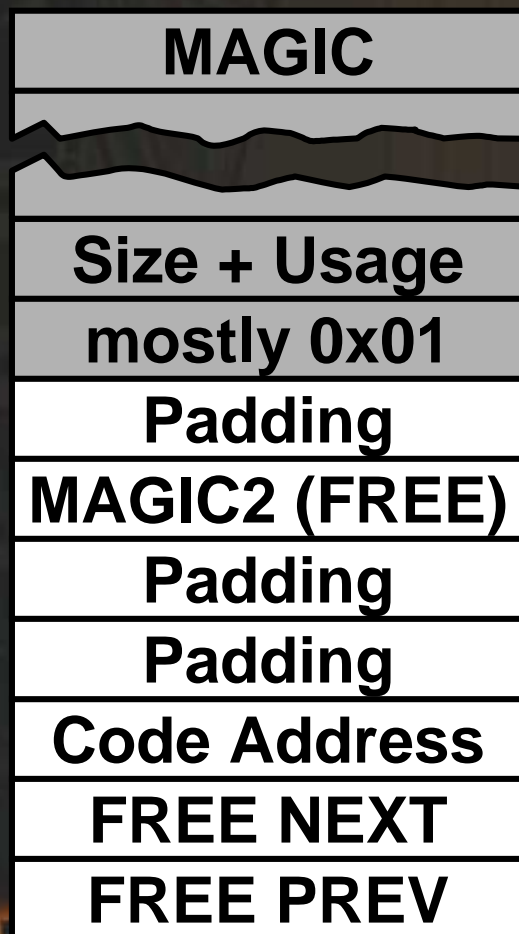 MAGIC
Size + Usage
mostly 0x01
Padding
MAGIC2 (FREE)
Padding
Padding
Code Address
FREE NEXT
FREE PREV